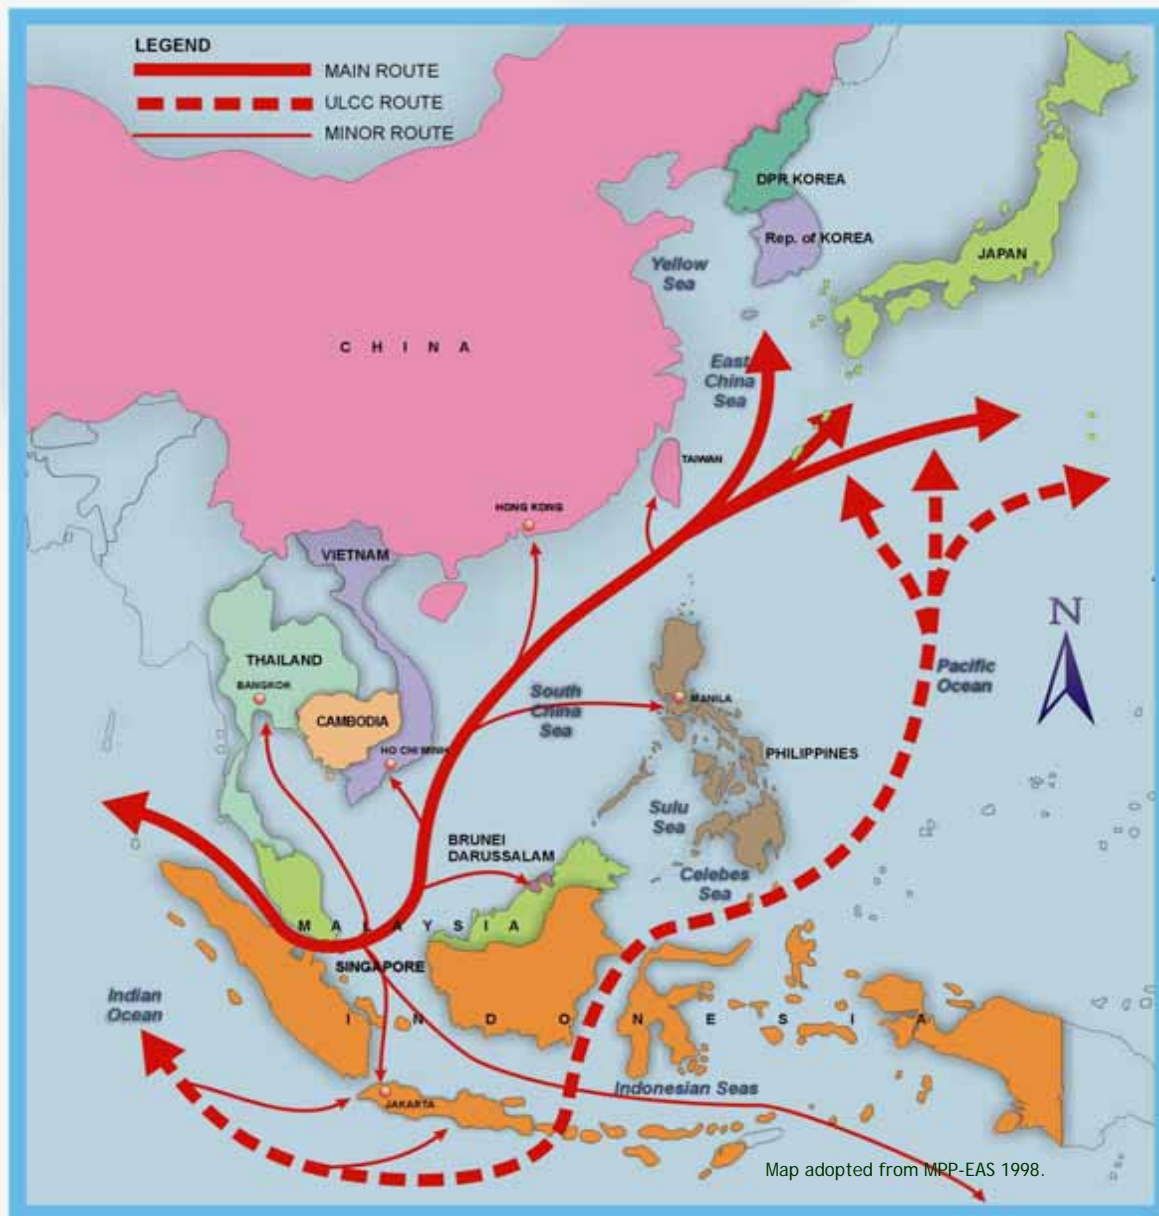 LEGEND
MAIN ROUTE
ULCC ROUTE
MINOR ROUTE
DPR KOREA
Rep. of KOREA
JAPAN
Yellow
Sea
C H I N A
East
China
Sea
TAIWAN
HONG KONG
VIETNAM
N
THAILAND
BANGKOK
Pacific
Ocean
South
China
Sea
MANILA
CAMBODIA
HO CHI MINH
PHILIPPINES
Sulu
Sea
BRUNEI
DARUSSALAM
Celebes
Sea
M A L A Y S I A
SINGAPORE
Indian
Ocean
I N D O N E S I A
Indonesian Seas
JAKARTA
Map adopted from MPP-EAS 1998.